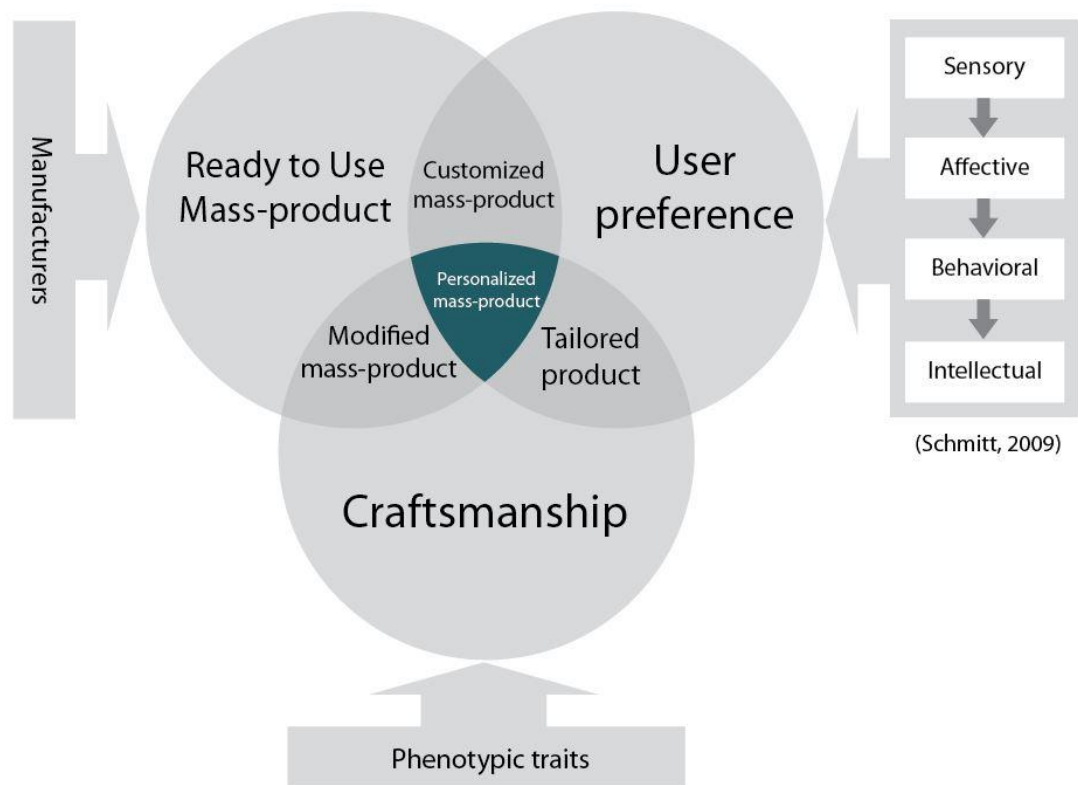 Manufacturers
Ready to Use
Mass-product
Customized
mass-product
User
preference
Personalized
mass-product
Modified
mass-product
Tailored
product
Craftsmanship
Phenotypic traits
Sensory
Affective
Behavioral
Intellectual
(Schmitt, 2009)